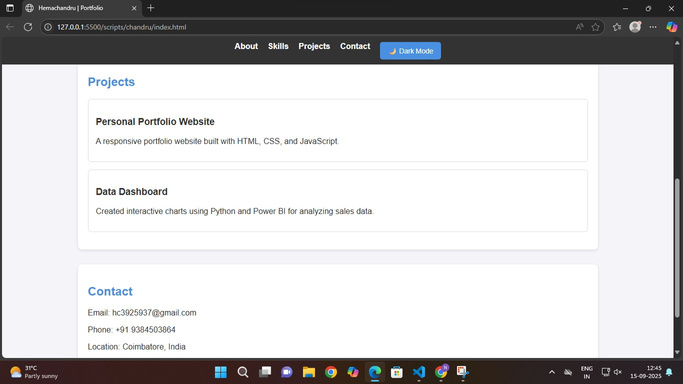 Hemachandru | Portfolio
127.0.0.1:5500/scripts/chandru/index.html
About Skills Projects Contact 🌙 Dark Mode
Projects
Personal Portfolio Website
A responsive portfolio website built with HTML, CSS, and JavaScript.
Data Dashboard
Created interactive charts using Python and Power BI for analyzing sales data.
Contact
Email: hc3925937@gmail.com
Phone: +91 9384503864
Location: Coimbatore, India
31°C
Partly sunny
ENG
IN
12:45
15-09-2025